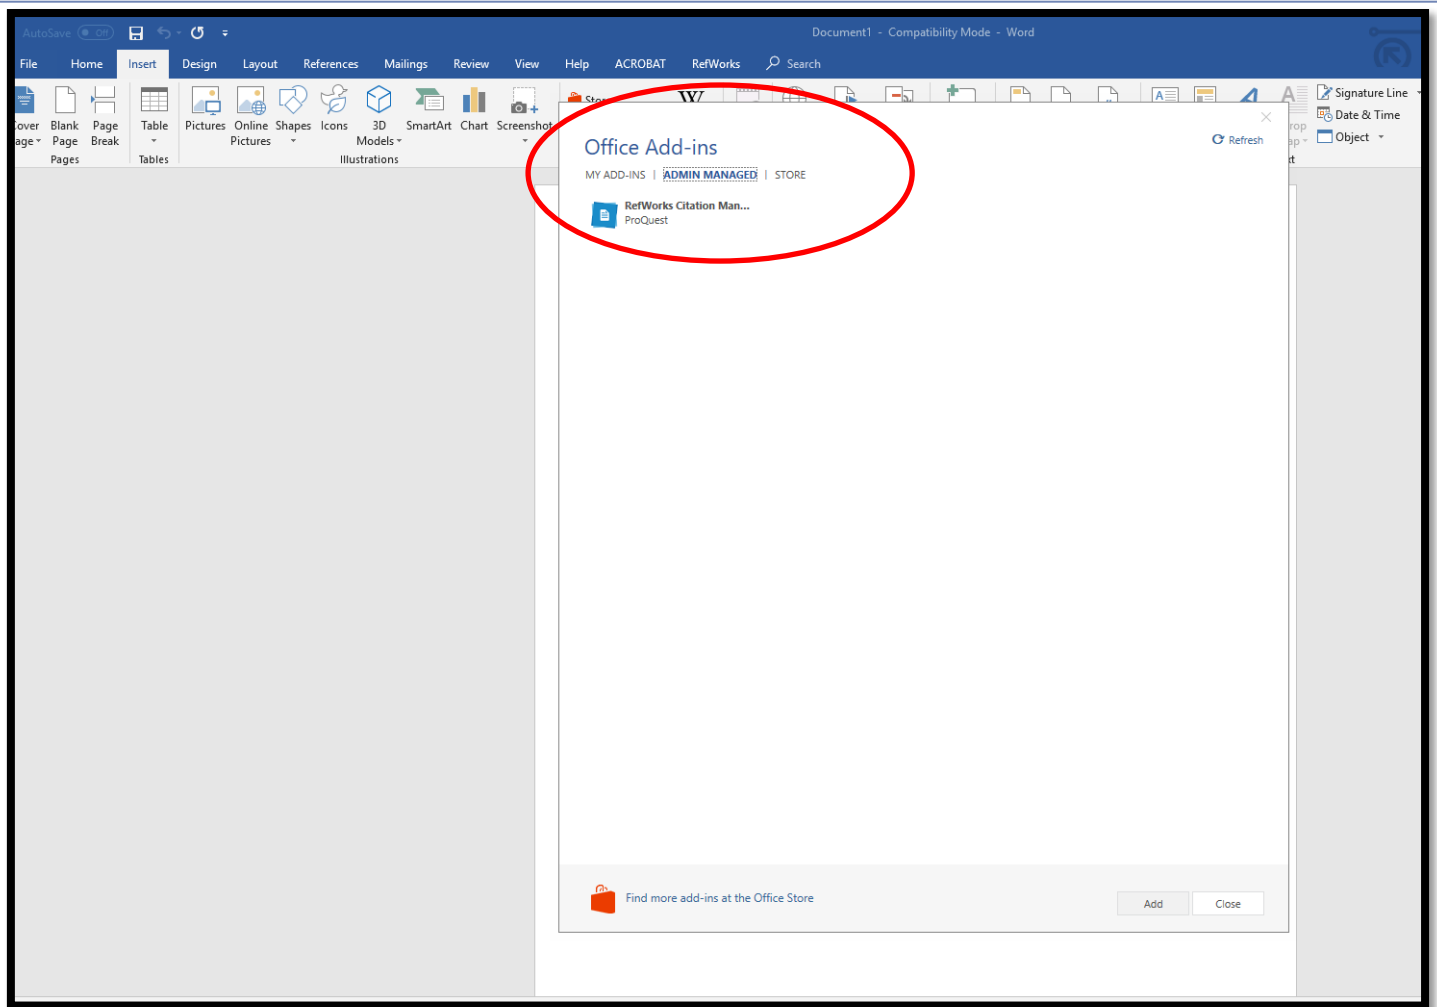 AutoSave Off
Document1 - Compatibility Mode - Word
File Home Insert Design Layout References Mailings Review View Help ACROBAT RefWorks Search
Blank Page Table Pictures Online Shapes Icons 3D SmartArt Chart Screenshot
Page Break Pictures Models
Pages Tables Illustrations
W
A
Signature Line
Date & Time
Object
Office Add-ins
Refresh
MY ADD-INS | ADMIN MANAGED | STORE
RefWorks Citation Man...
ProQuest
Find more add-ins at the Office Store
Add Close